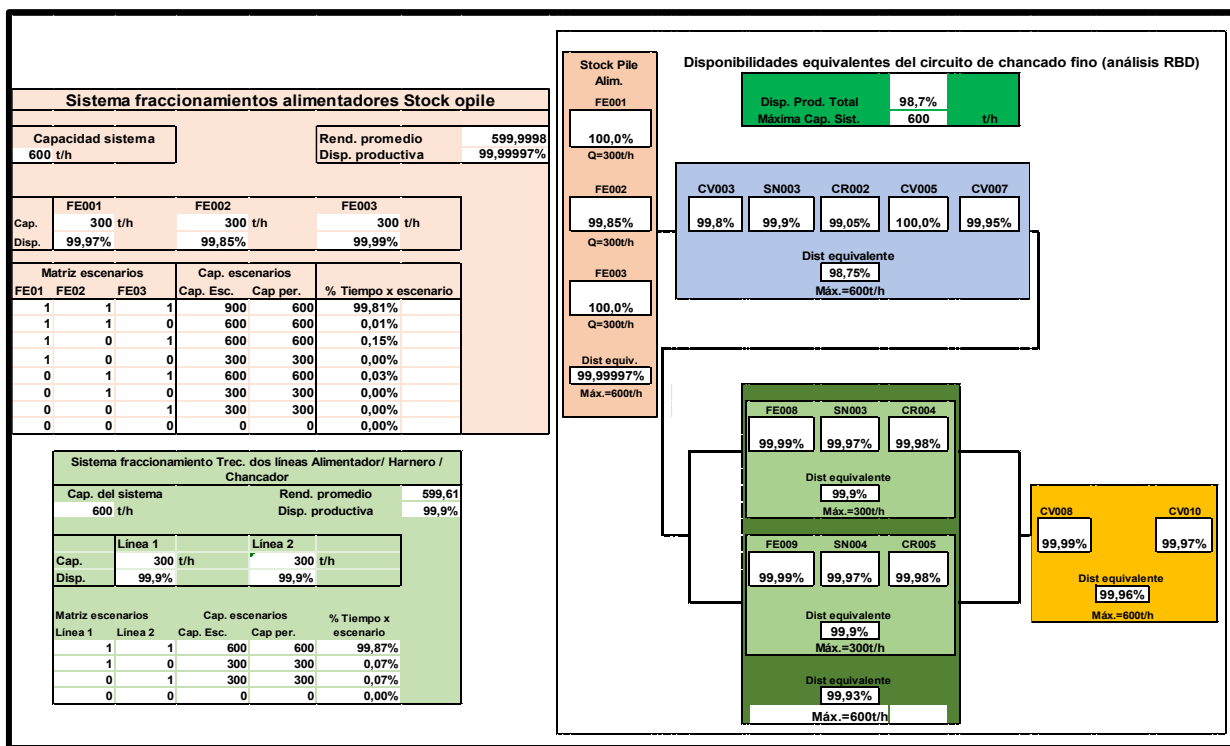 Sistema fraccionamientos alimentadores Stock opile
Capacidad sistema
600 t/h
Rend. promedio 599,9998
Disp. productiva 99,99997%
FE001 FE002 FE003
Cap. 300 t/h 300 t/h 300 t/h
Disp. 99,97% 99,85% 99,99%
Matriz escenarios Cap. escenarios
FE01 FE02 FE03 Cap. Esc. Cap per. % Tiempo x escenario
1 1 1 900 600 99,81%
1 1 0 600 600 0,01%
1 0 1 600 600 0,15%
1 0 0 300 300 0,00%
0 1 1 600 600 0,03%
0 1 0 300 300 0,00%
0 0 1 300 300 0,00%
0 0 0 0 0 0,00%
Sistema fraccionamiento Trec. dos líneas Alimentador/ Harnero /
Chancador
Cap. del sistema Rend. promedio 599,61
600 t/h Disp. productiva 99,9%
Línea 1 Línea 2
Cap. 300 t/h 300 t/h
Disp. 99,9% 99,9%
Matriz escenarios Cap. escenarios % Tiempo x
Línea 1 Línea 2 Cap. Esc. Cap per. escenario
1 1 600 600 99,87%
1 0 300 300 0,07%
0 1 300 300 0,07%
0 0 0 0 0,00%
Stock Pile
Alim.
FE001
100,0%
Q=300t/h
FE002
99,85%
Q=300t/h
FE003
100,0%
Q=300t/h
Dist equiv.
99,99997%
Máx.=600t/h
Disponibilidades equivalentes del circuito de chancado fino (análisis RBD)
Disp. Prod. Total 98,7%
Máxima Cap. Sist. 600 t/h
CV003 SN003 CR002 CV005 CV007
99,8% 99,9% 99,05% 100,0% 99,95%
Dist equivalente
98,75%
Máx.=600t/h
FE008 SN003 CR004
99,99% 99,97% 99,98%
Dist equivalente
99,9%
Máx.=300t/h
FE009 SN004 CR005
99,99% 99,97% 99,98%
Dist equivalente
99,9%
Máx.=300t/h
Dist equivalente
99,93%
Máx.=600t/h
CV008 CV010
99,99% 99,97%
Dist equivalente
99,96%
Máx.=600t/h